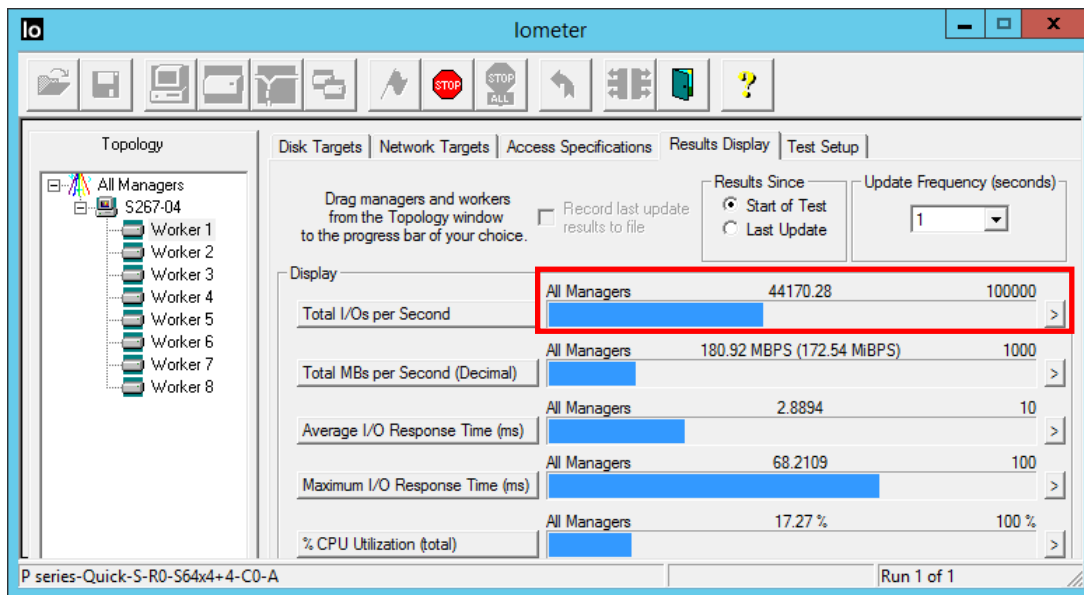 Io
Iometer
STOP
STOP
ALL
?
Topology
All Managers
S267-04
Worker 1
Worker 2
Worker 3
Worker 4
Worker 5
Worker 6
Worker 7
Worker 8
Disk Targets
Network Targets
Access Specifications
Results Display
Test Setup
Drag managers and workers
from the Topology window
to the progress bar of your choice.
Record last update
results to file
Results Since
Start of Test
Last Update
Update Frequency (seconds)
1
Display
All Managers 44170.28 100000
Total I/Os per Second >
All Managers 180.92 MBPS (172.54 MiBPS) 1000
Total MBs per Second (Decimal) >
All Managers 2.8894 10
Average I/O Response Time (ms) >
All Managers 68.2109 100
Maximum I/O Response Time (ms) >
All Managers 17.27 % 100 %
% CPU Utilization (total) >
P series-Quick-S-R0-S64x4+4-C0-A
Run 1 of 1